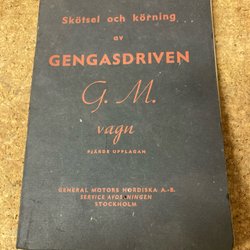 Skötsel och körning
av
GENGASDRIVEN
G. M.
vagn
FJÄRDE UPPLAGAN
GENERAL MOTORS NORDISKA A.-B.
SERVICE AVDELNINGEN
STOCKHOLM